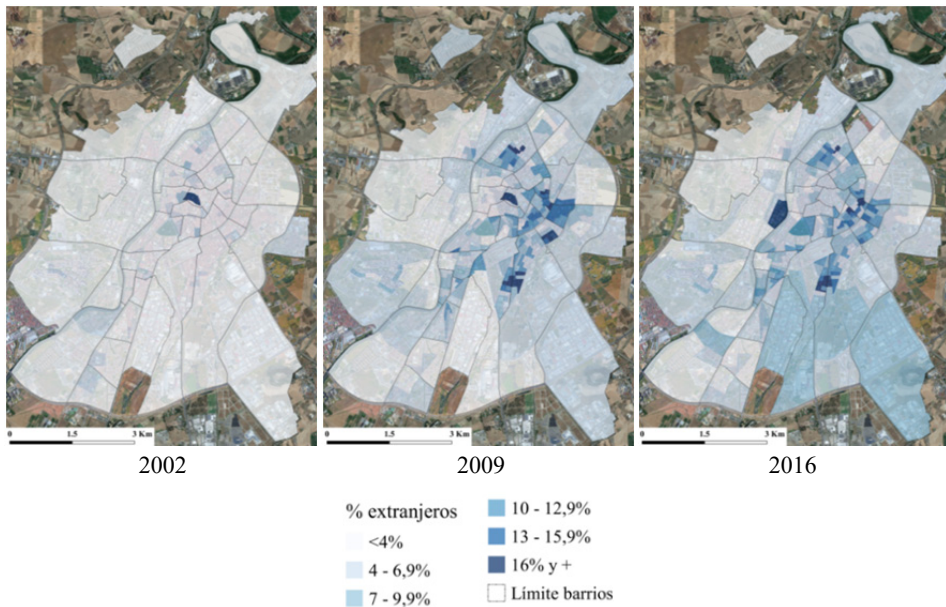 0 1.5 3 Km
0 1.5 3 Km
0 1.5 3 Km
2002
2009
2016
% extranjeros
<4%
4 - 6,9%
7 - 9,9%
10 - 12,9%
13 - 15,9%
16% y +
Límite barrios